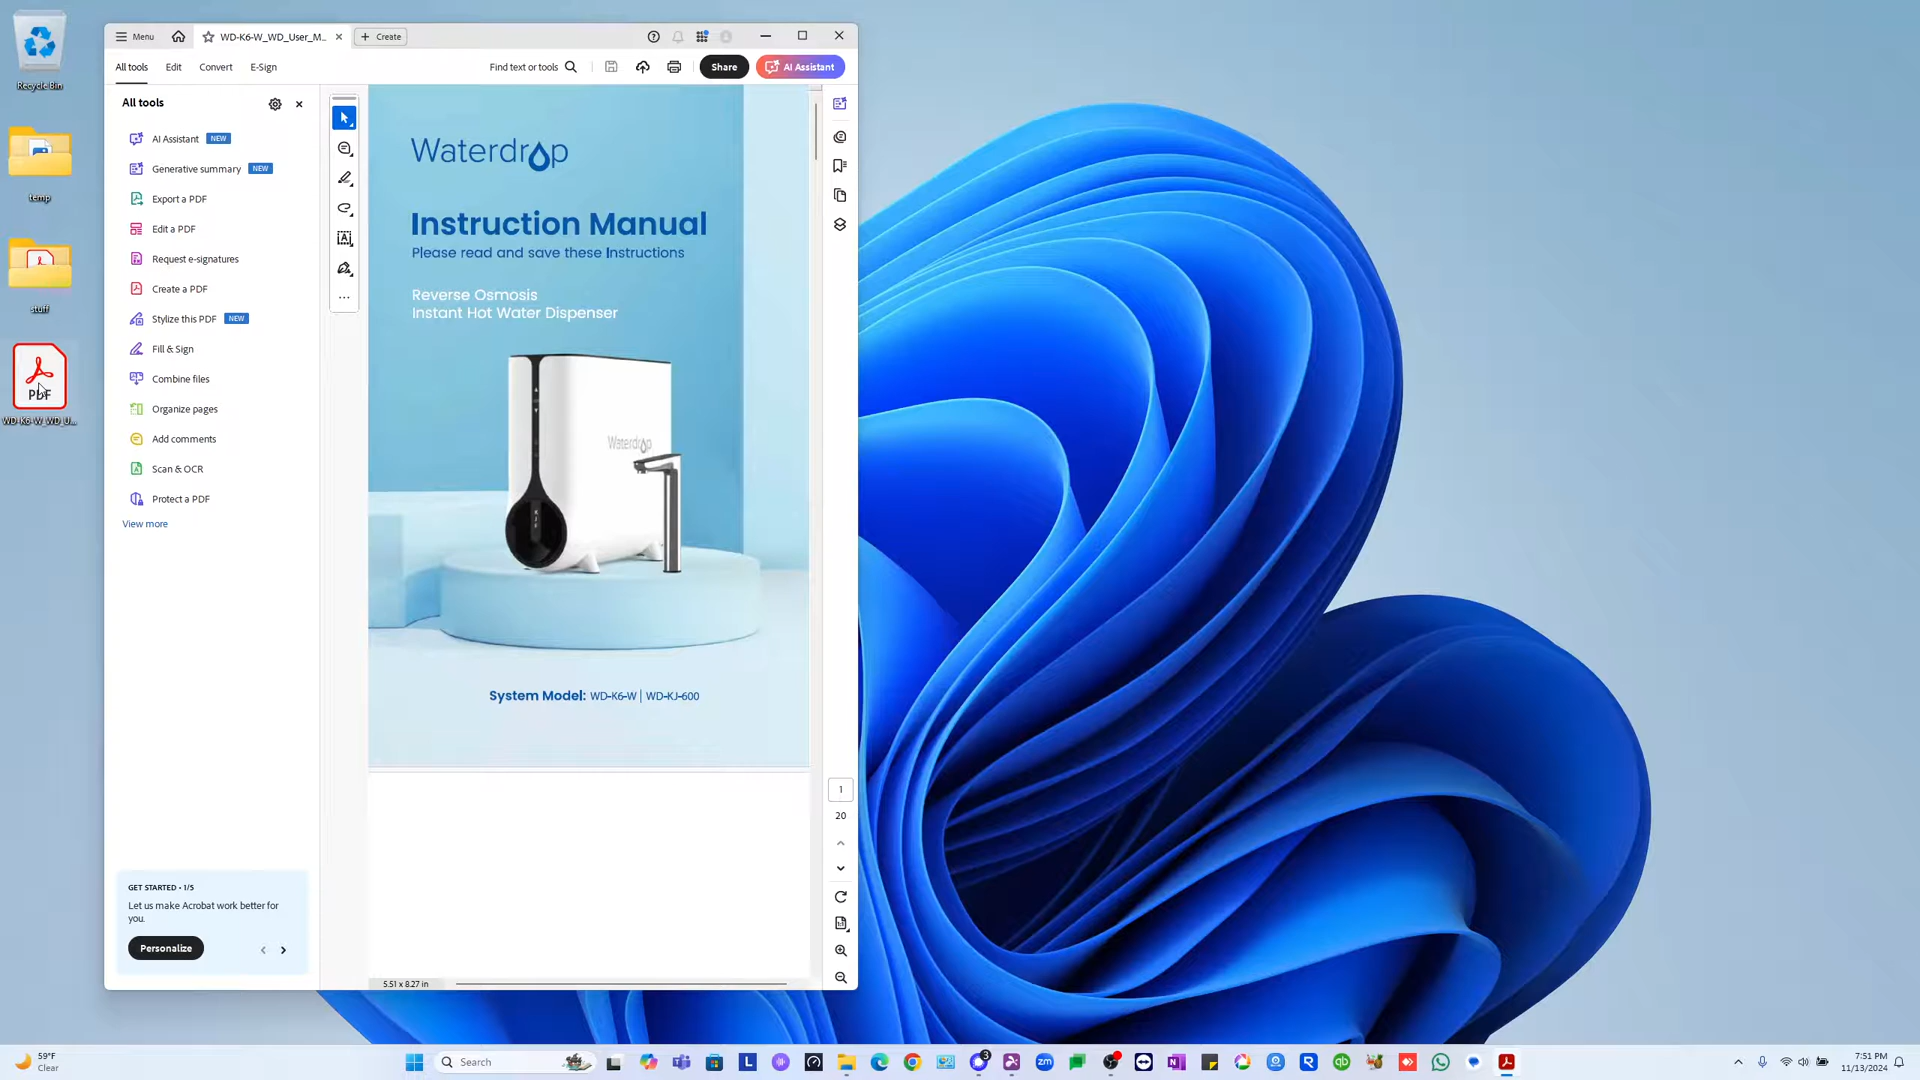 Recycle Bin
temp
stuff
PDF
WD-K6-W_WD_U...
Menu
WD-K6-W_WD_User_M...
Create
All tools
Edit
Convert
E-Sign
Find text or tools
Share
AI Assistant
All tools
AI Assistant NEW
Generative summary NEW
Export a PDF
Edit a PDF
Request e-signatures
Create a PDF
Stylize this PDF NEW
Fill & Sign
Combine files
Organize pages
Add comments
Scan & OCR
Protect a PDF
View more
GET STARTED • 1/5
Let us make Acrobat work better for
you.
Personalize
Waterdrop
Instruction Manual
Please read and save these Instructions
Reverse Osmosis
Instant Hot Water Dispenser
Waterdrop
System Model: WD-K6-W | WD-KJ-600
5.51 x 8.27 in
1
20
59°F
Clear
Search
3
7:51 PM
11/13/2024